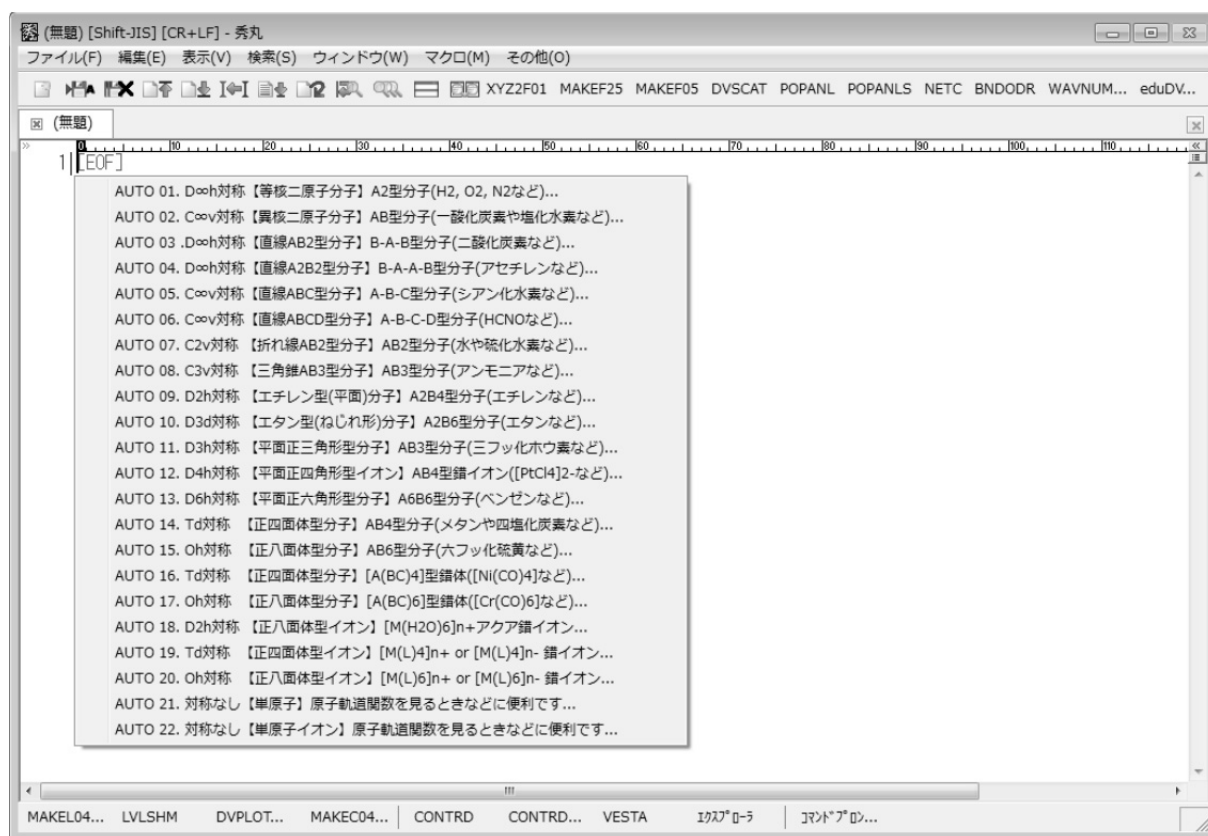 (無題) [Shift-JIS] [CR+LF] - 秀丸
ファイル(F) 編集(E) 表示(V) 検索(S) ウィンドウ(W) マクロ(M) その他(O)
XYZ2F01 MAKEF25 MAKEF05 DVSCAT POPANL POPANLS NETC BNDODR WAVNUM... eduDV...
(無題)
0 10 20 30 40 50 60 70 80 90 100 110
1 [EOF]
AUTO 01. D∞h対称【等核二原子分子】A2型分子(H2, O2, N2など)...
AUTO 02. C∞v対称【異核二原子分子】AB型分子(一酸化炭素や塩化水素など)...
AUTO 03 .D∞h対称【直線AB2型分子】B-A-B型分子(二酸化炭素など)...
AUTO 04. D∞h対称【直線A2B2型分子】B-A-A-B型分子(アセチレンなど)...
AUTO 05. C∞v対称【直線ABC型分子】A-B-C型分子(シアン化水素など)...
AUTO 06. C∞v対称【直線ABCD型分子】A-B-C-D型分子(HCNOなど)...
AUTO 07. C2v対称 【折れ線AB2型分子】AB2型分子(水や硫化水素など)...
AUTO 08. C3v対称 【三角錐AB3型分子】AB3型分子(アンモニアなど)...
AUTO 09. D2h対称 【エチレン型(平面)分子】A2B4型分子(エチレンなど)...
AUTO 10. D3d対称 【エタン型(ねじれ形)分子】A2B6型分子(エタンなど)...
AUTO 11. D3h対称 【平面正三角形型分子】AB3型分子(三フッ化ホウ素など)...
AUTO 12. D4h対称 【平面正四角形型イオン】AB4型錯イオン([PtCl4]2-など)...
AUTO 13. D6h対称 【平面正六角形型分子】A6B6型分子(ベンゼンなど)...
AUTO 14. Td対称 【正四面体型分子】AB4型分子(メタンや四塩化炭素など)...
AUTO 15. Oh対称 【正八面体型分子】AB6型分子(六フッ化硫黄など)...
AUTO 16. Td対称 【正四面体型分子】[A(BC)4]型錯体([Ni(CO)4]など)...
AUTO 17. Oh対称 【正八面体型分子】[A(BC)6]型錯体([Cr(CO)6]など)...
AUTO 18. D2h対称 【正八面体型イオン】[M(H2O)6]n+アクア錯イオン...
AUTO 19. Td対称 【正四面体型イオン】[M(L)4]n+ or [M(L)4]n- 錯イオン...
AUTO 20. Oh対称 【正八面体型イオン】[M(L)6]n+ or [M(L)6]n- 錯イオン...
AUTO 21. 対称なし【単原子】原子軌道関数を見るときなどに便利です...
AUTO 22. 対称なし【単原子イオン】原子軌道関数を見るときなどに便利です...
MAKEL04... LVLSHM DVPLOT... MAKEC04... CONTRD CONTRD... VESTA ｴｸｽﾌﾟﾛｰﾗ ｺﾏﾝﾄﾞﾌﾟﾛﾝ...